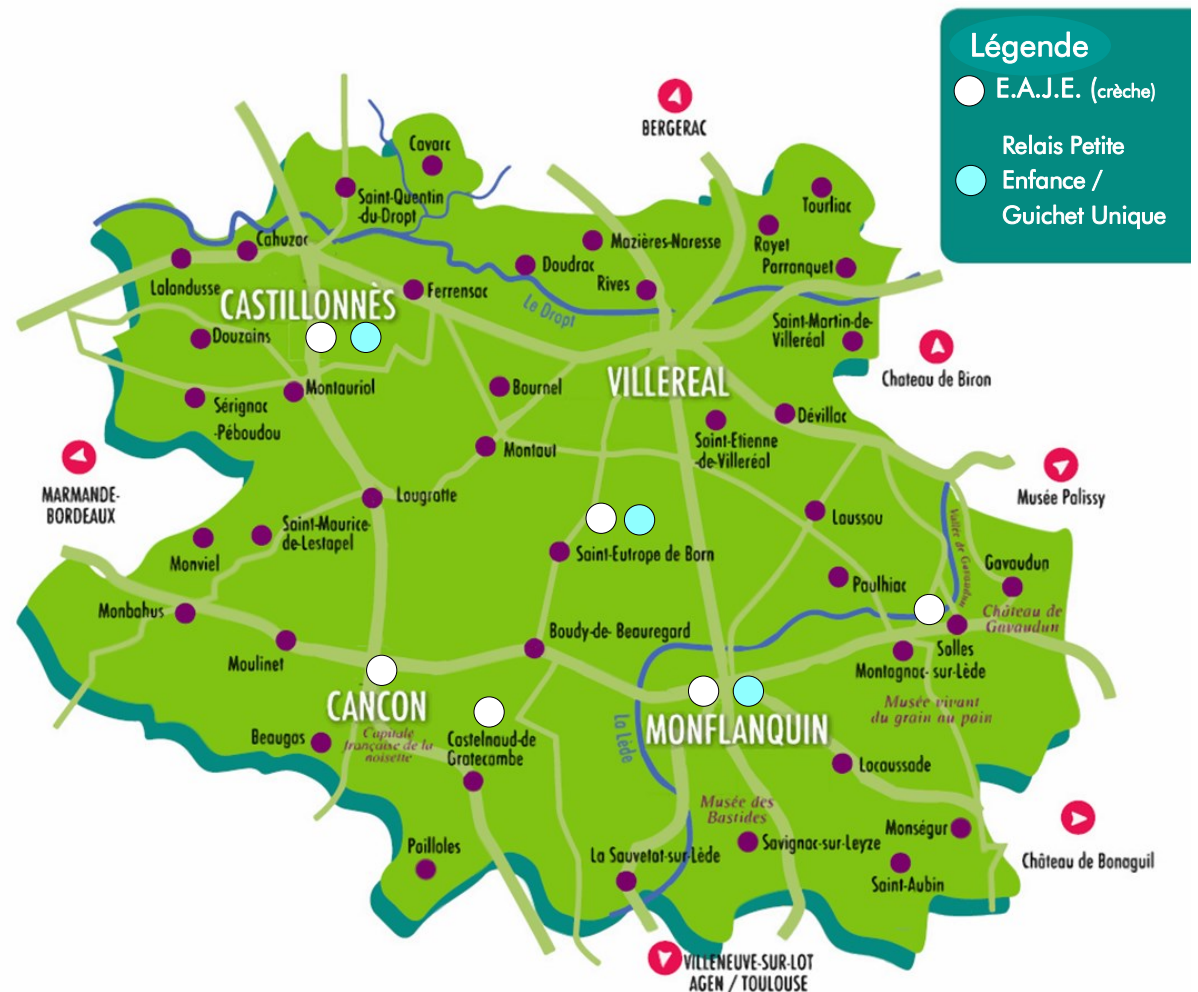 Légende
E.A.J.E. (crèche)
Relais Petite
Enfance /
Guichet Unique
BERGERAC
Cavarc
Saint-Quentin
-du-Dropt
Tourliac
Cahuzac
Mazières-Naresse
Rayet
Parranquet
Lalandusse
Doudrac
Rives
Ferrensac
CASTILLONNÈS
Le Dropt
Saint-Martin-de-
Villeréal
Douzains
Chateau de Biron
VILLEREAL
Montauriol
Bournel
Sérignac
-Péboudou
Dévillac
Saint-Etienne
-de-Villeréal
Montaut
MARMANDE-
BORDEAUX
Musée Palissy
Lougratte
Laussou
Vallée de Gavaudun
Saint-Maurice-
de-Lestapel
Monviel
Saint-Eutrope de Born
Gavaudun
Paulhiac
Monbahus
Château de
Gavaudun
Boudy-de- Beauregard
Salles
Moulinet
Montagnac-sur-Lède
CANCON
Musée vivant
du grain au pain
MONFLANQUIN
La Lède
Beaugas
Capitale
française de la
noisette
Castelnaud-de
Gratecambe
Lacaussade
Musée des
Bastides
Monségur
Savignac-sur-Leyze
Pailloles
La Sauvetat-sur-Lède
Saint-Aubin
Château de Bonaguil
VILLENEUVE-SUR-LOT
AGEN / TOULOUSE